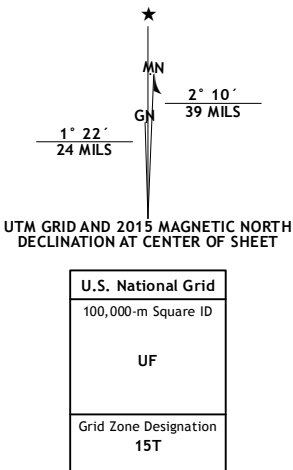 ★
MN
2° 10´
39 MILS
GN
1° 22´
24 MILS
UTM GRID AND 2015 MAGNETIC NORTH
DECLINATION AT CENTER OF SHEET
U.S. National Grid
100,000-m Square ID
UF
Grid Zone Designation
15T